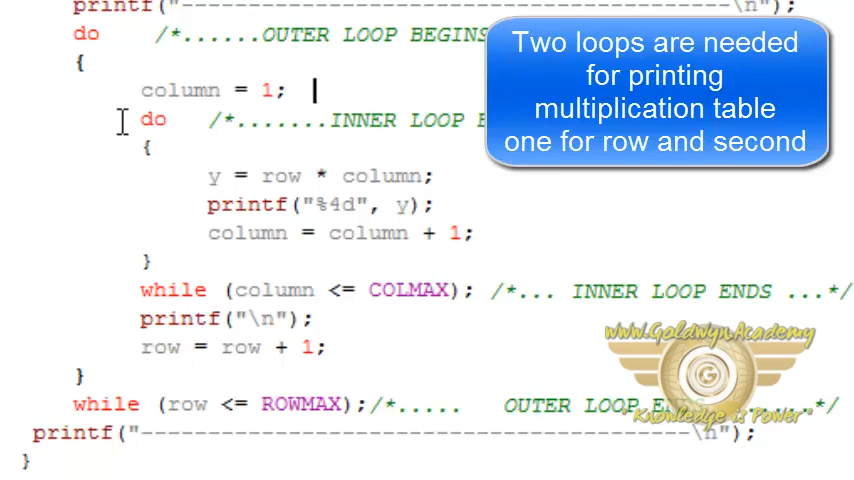 printf("------------------------------------------\n");
do /*......OUTER LOOP BEGINS
{
column = 1;
do /*.......INNER LOOP
{
y = row * column;
printf("%4d", y);
column = column + 1;
}
while (column <= COLMAX); /*... INNER LOOP ENDS ...*/
printf("\n");
row = row + 1;
}
while (row <= ROWMAX);/*..... OUTER LOOP ENDS .....*/
printf("------------------------------------------\n");
}
Two loops are needed
for printing
multiplication table
one for row and second
www.GoldwynAcademy
G
"Knowledge is Power"